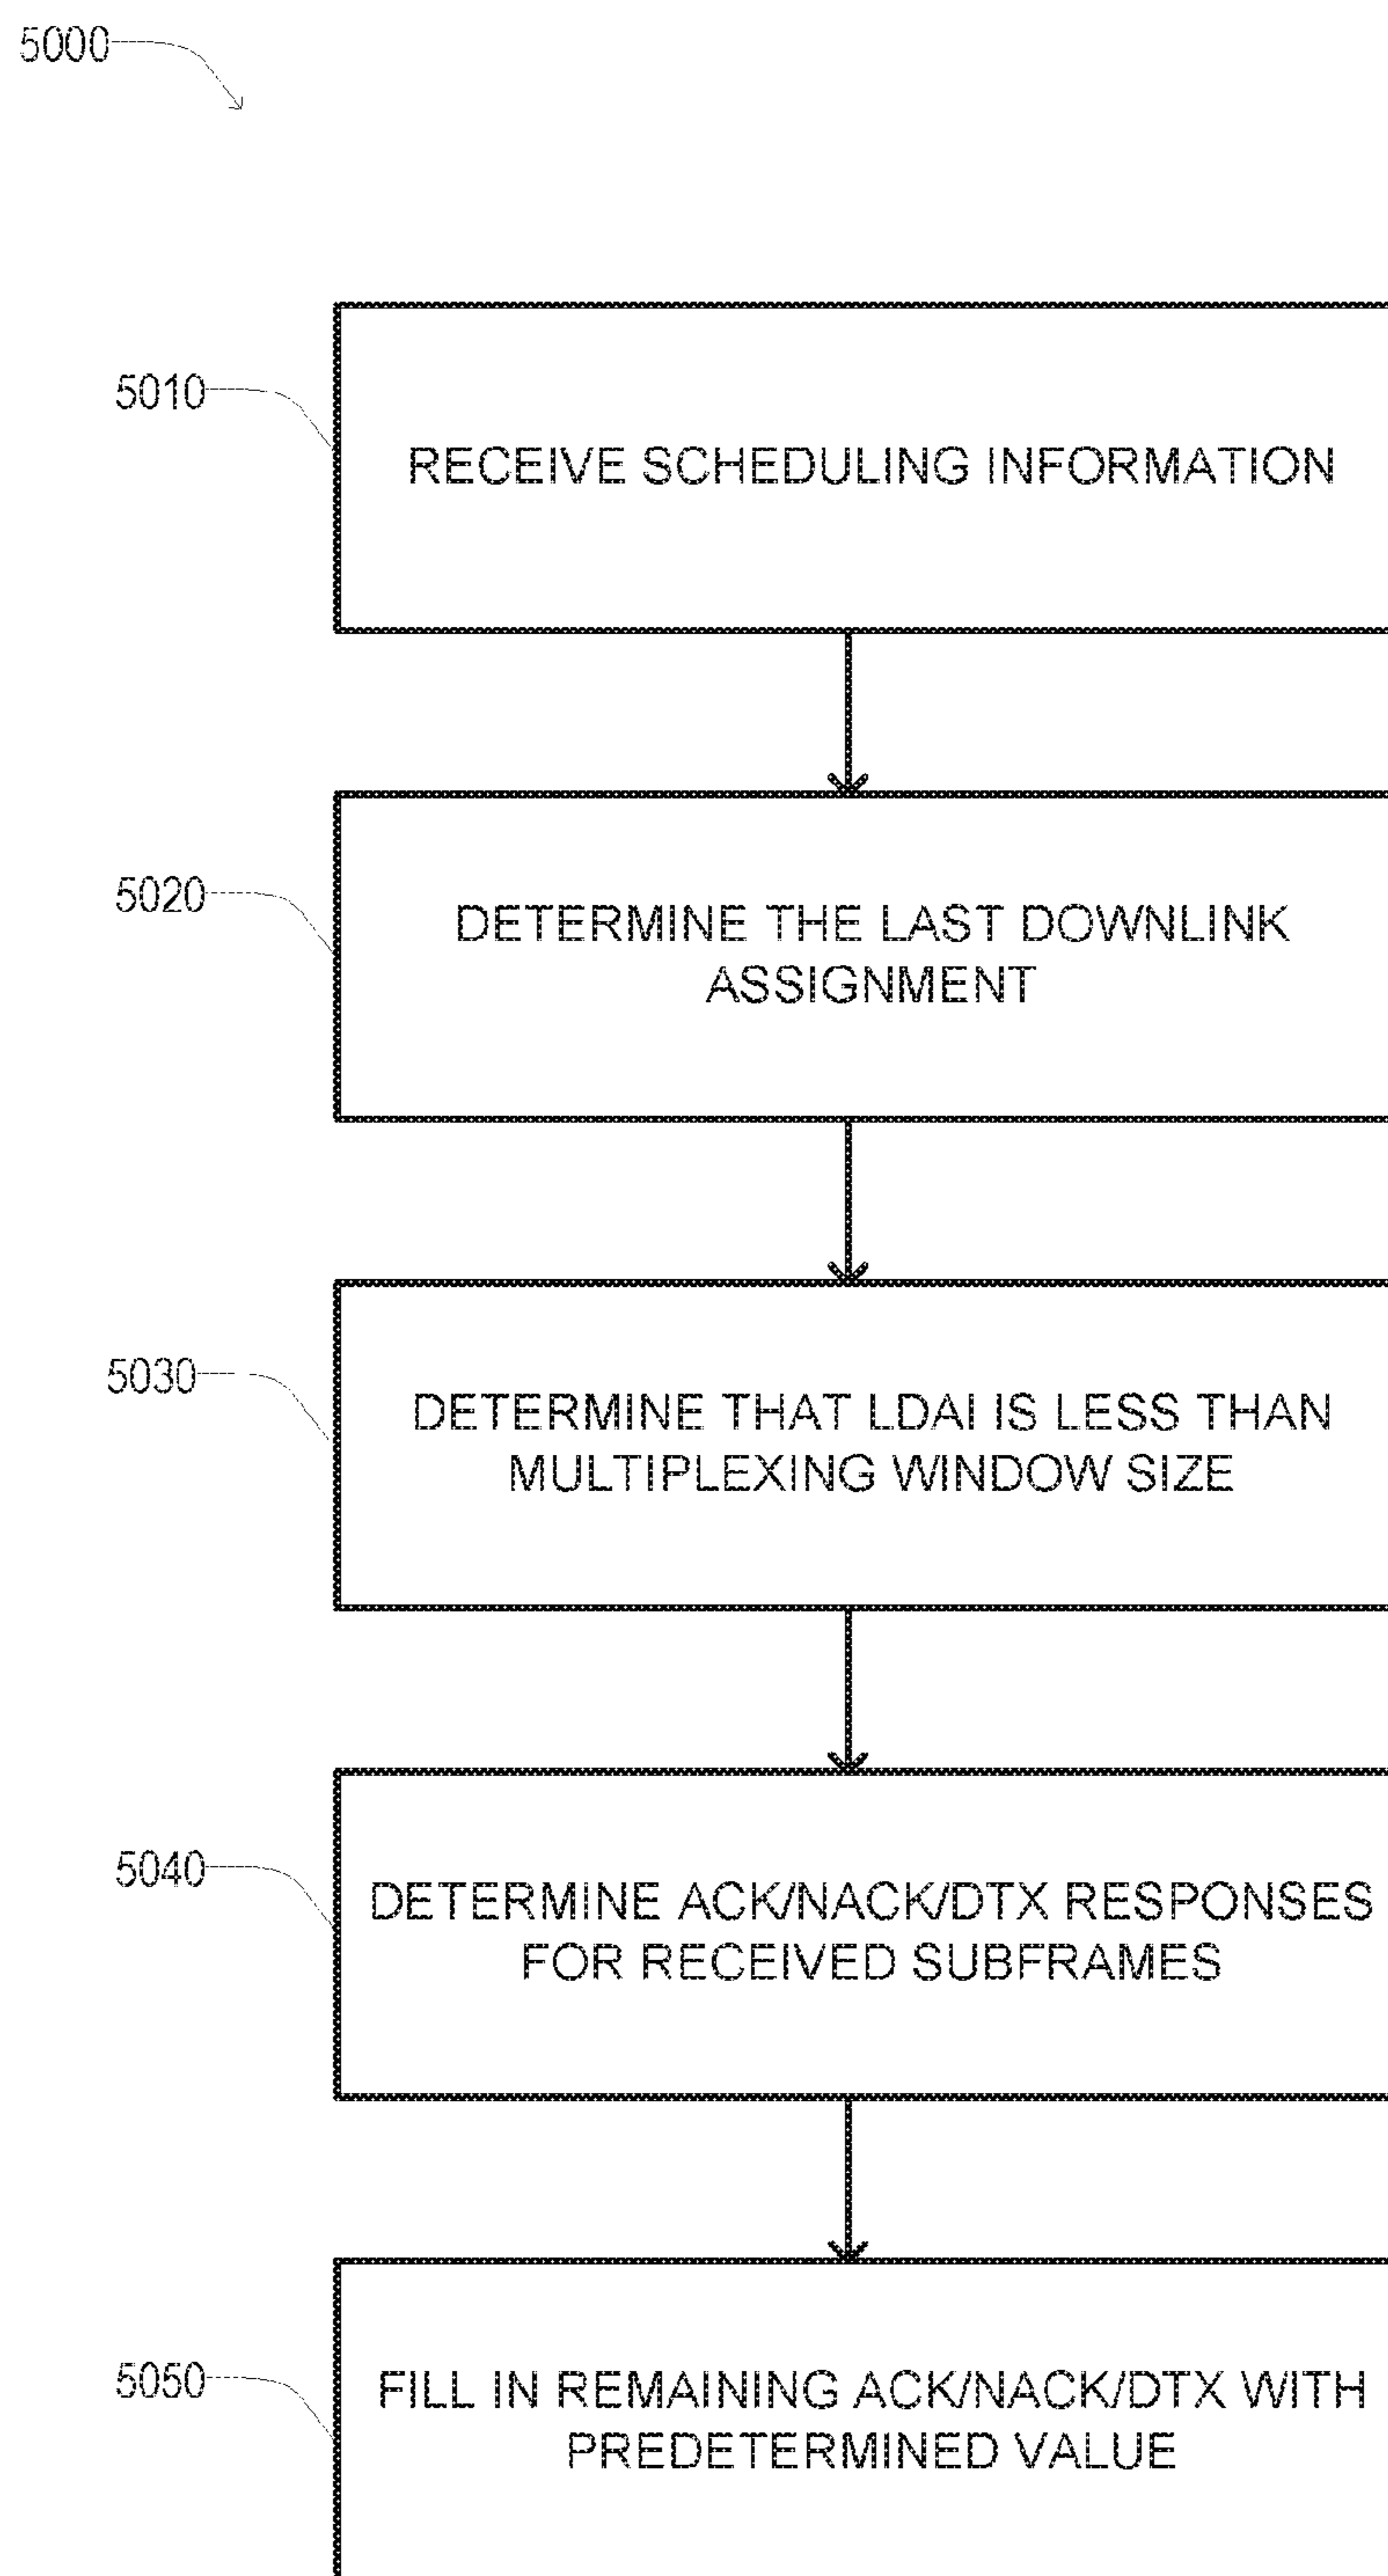 5000
5010
RECEIVE SCHEDULING INFORMATION
5020
DETERMINE THE LAST DOWNLINK
ASSIGNMENT
5030
DETERMINE THAT LDAI IS LESS THAN
MULTIPLEXING WINDOW SIZE
5040
DETERMINE ACK/NACK/DTX RESPONSES
FOR RECEIVED SUBFRAMES
5050
FILL IN REMAINING ACK/NACK/DTX WITH
PREDETERMINED VALUE